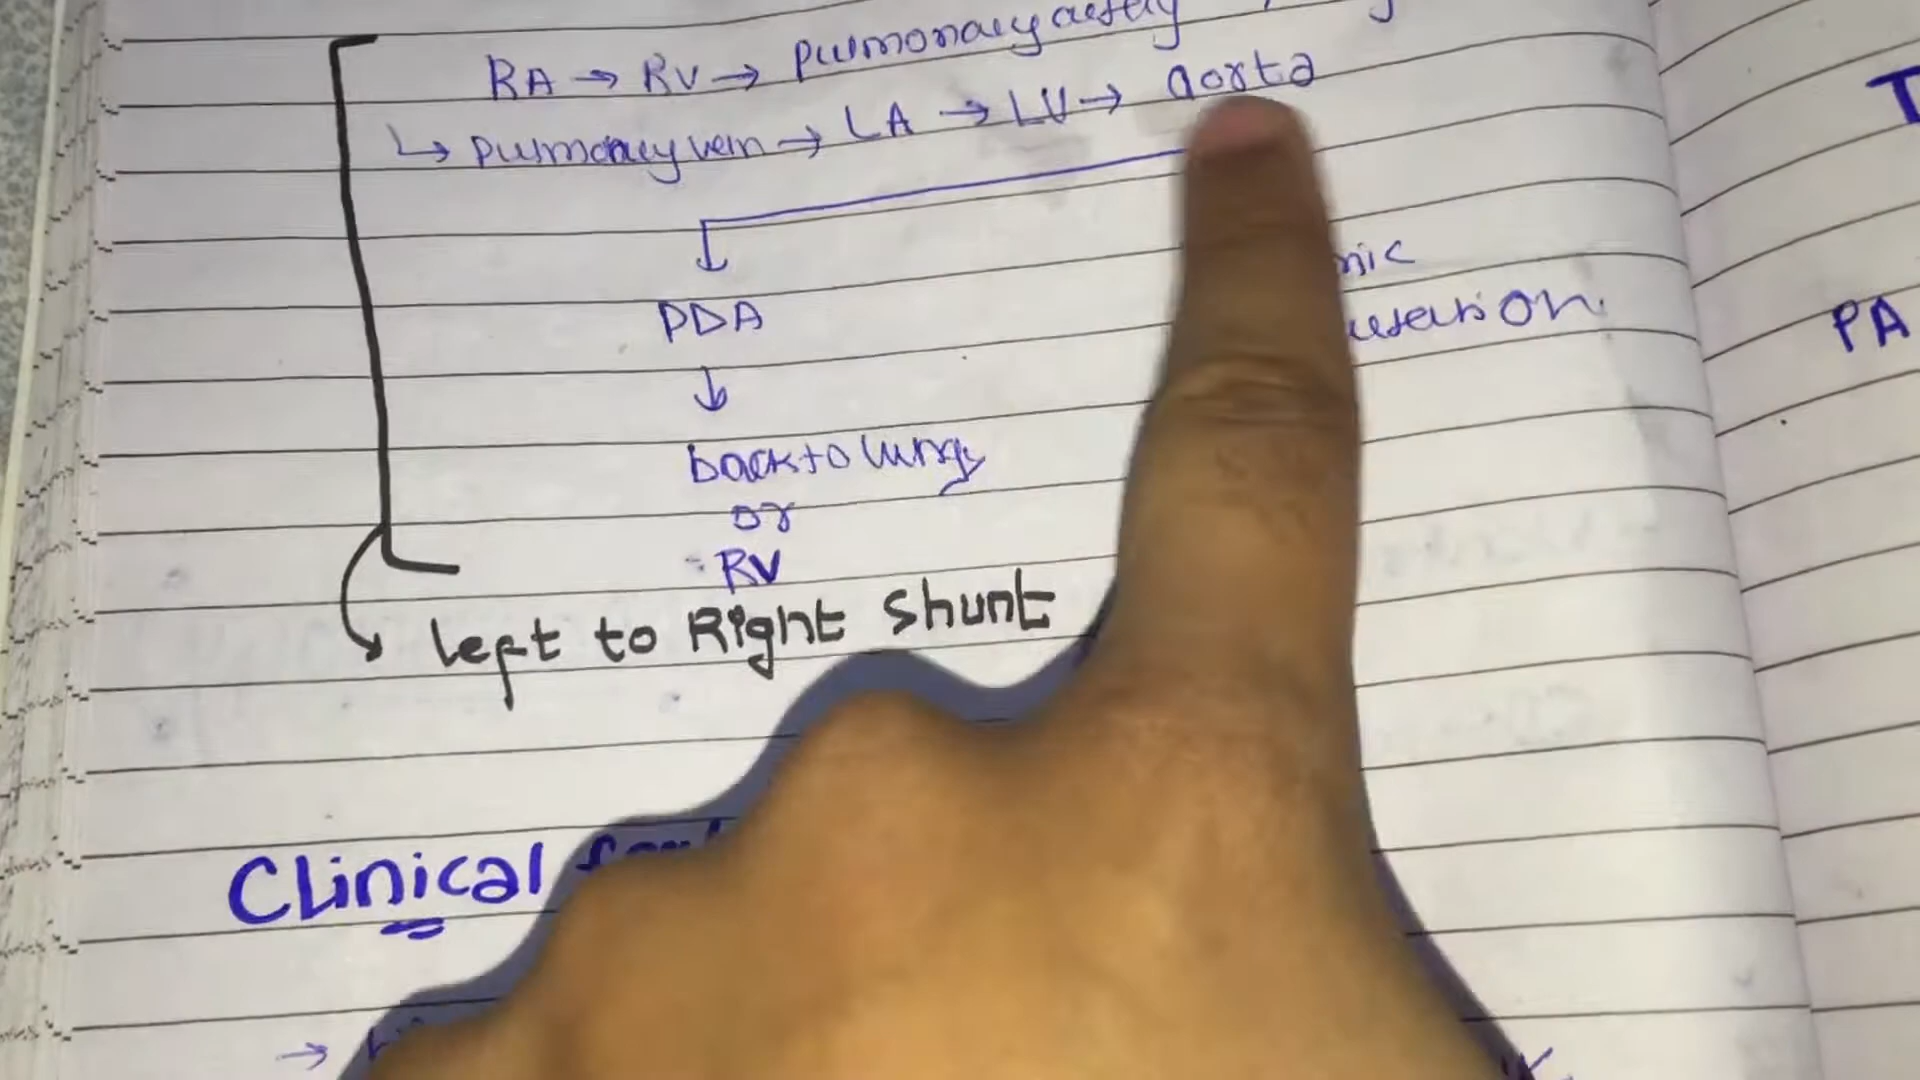 RA → RV → pulmonary artery
↳ pulmonary vein → LA → LV → aorta
PDA
↓
back to lungs
or
RV
left to Right shunt
Clinical
PA